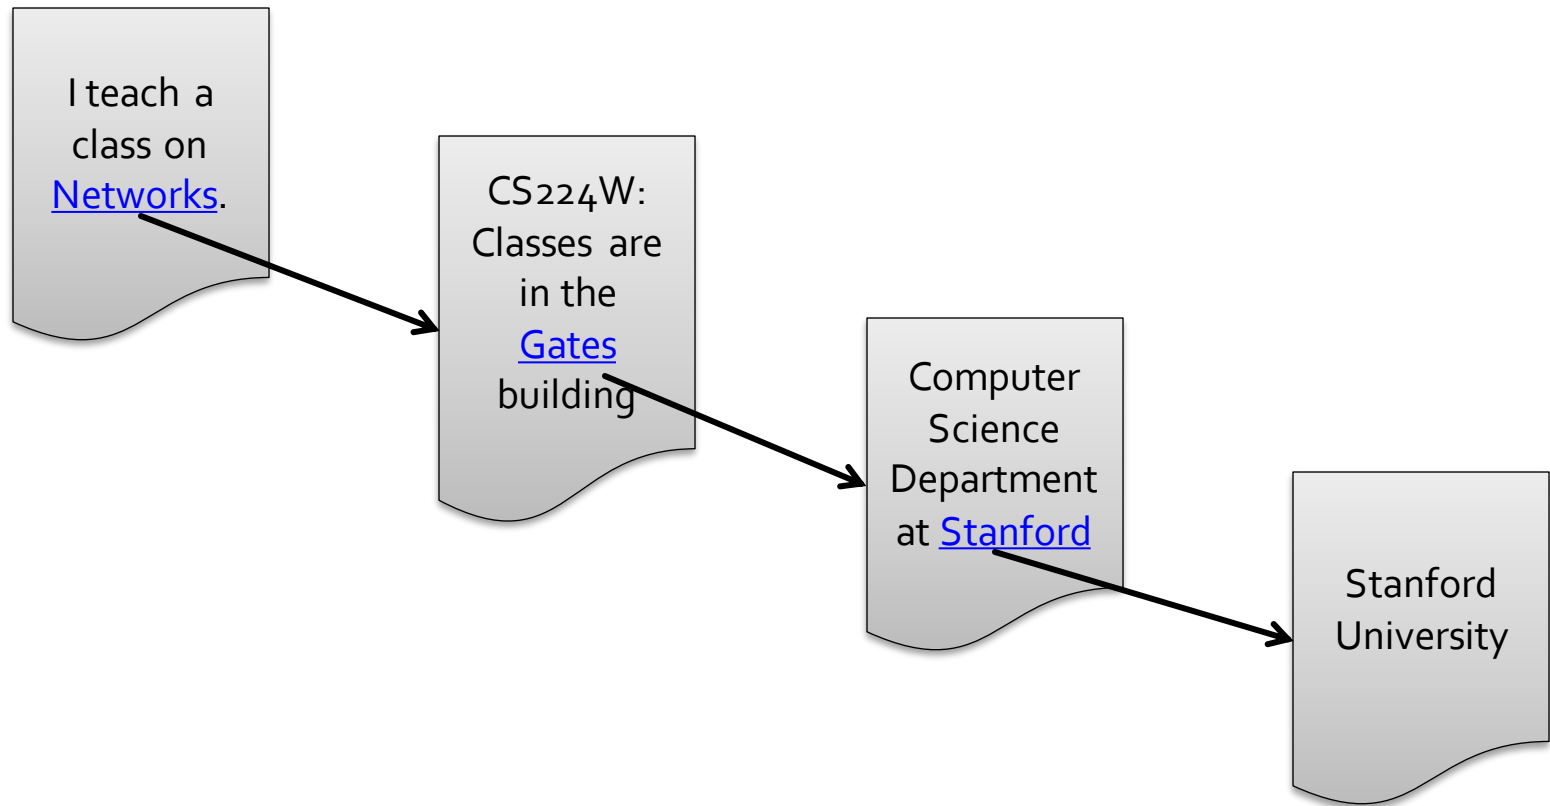 I teach a
class on
Networks.
CS224W:
Classes are
in the
Gates
building
Computer
Science
Department
at Stanford
Stanford
University